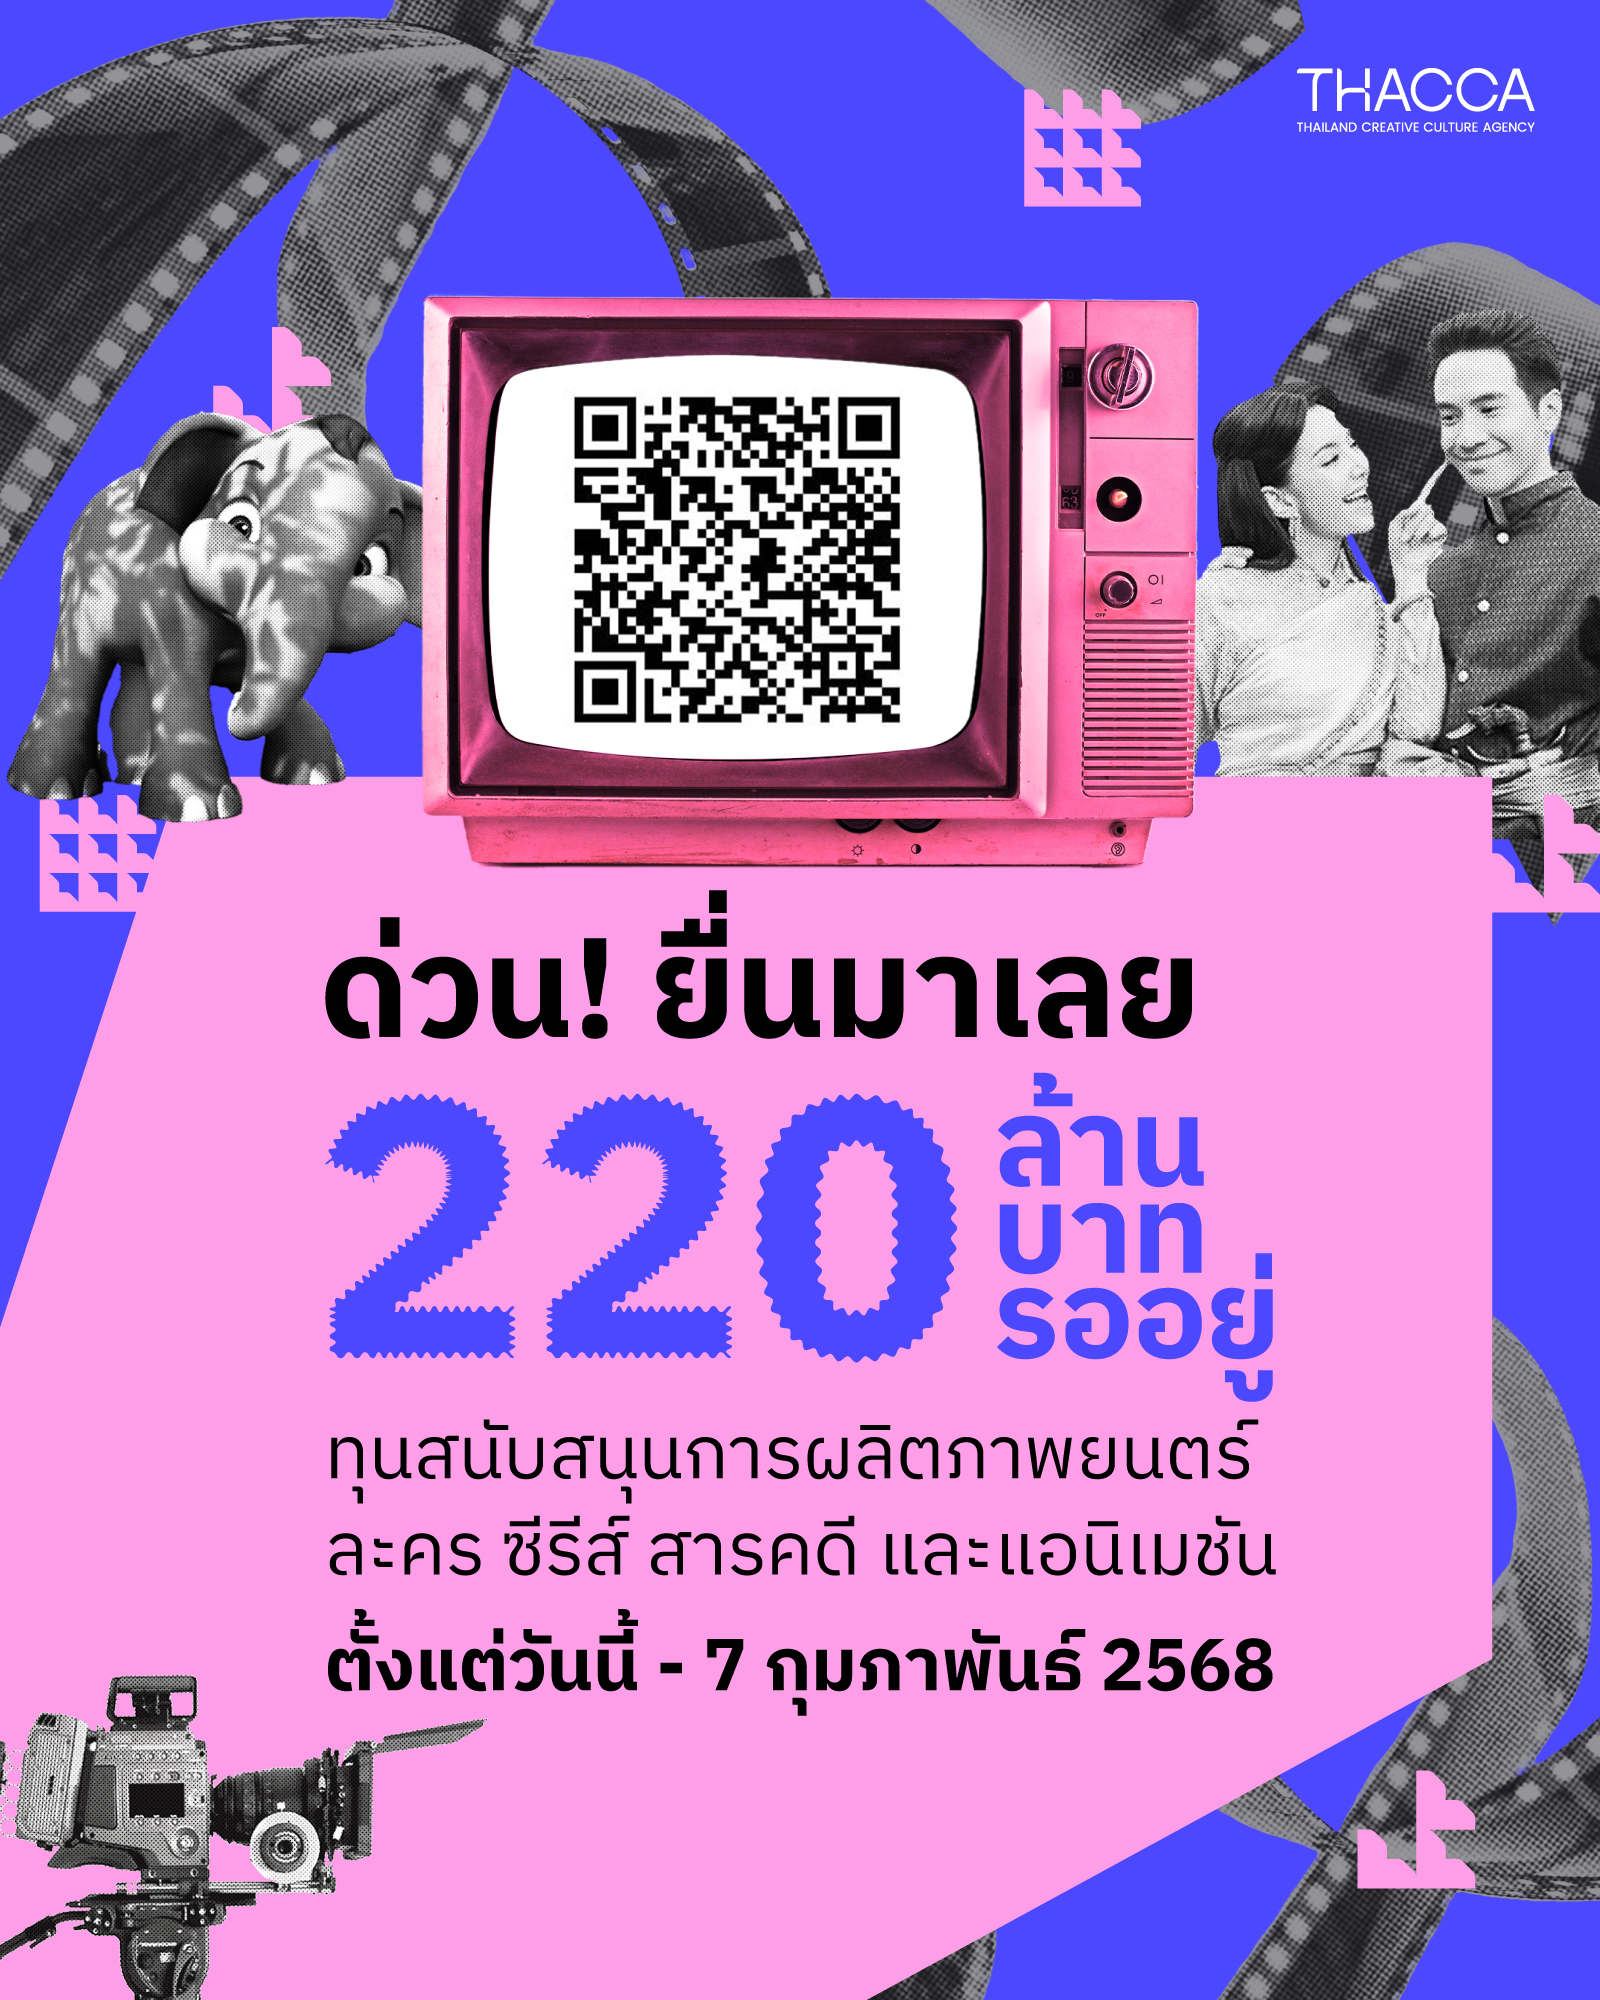 THACCA
THAILAND CREATIVE CULTURE AGENCY
9
63
OFF
ด่วน! ยื่นมาเลย
220 ล้าน
บาท
รออยู่
ทุนสนับสนุนการผลิตภาพยนตร์
ละคร ซีรีส์ สารคดี และแอนิเมชัน
ตั้งแต่วันนี้ - 7 กุมภาพันธ์ 2568